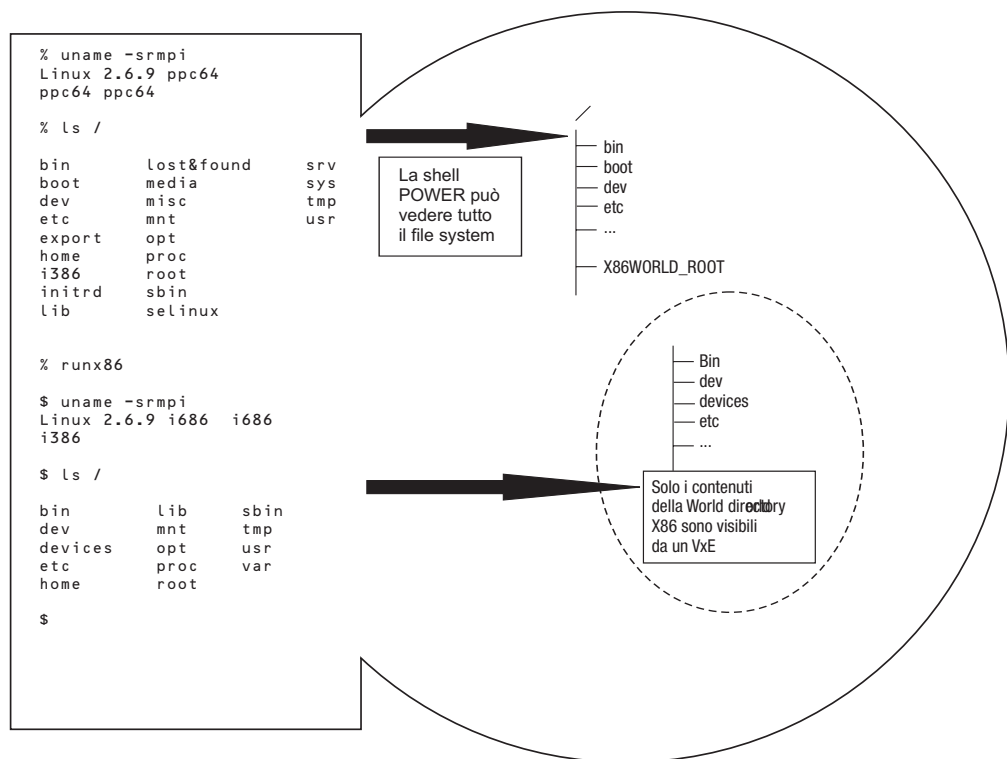 % uname -srmpi
Linux 2.6.9 ppc64
ppc64 ppc64
% ls /
bin lost&found srv
boot media sys
dev misc tmp
etc mnt usr
export opt
home proc
i386 root
initrd sbin
lib selinux
% runx86
$ uname -srmpi
Linux 2.6.9 i686 i686
i386
$ ls /
bin lib sbin
dev mnt tmp
devices opt usr
etc proc var
home root
$
La shell
POWER può
vedere tutto
il file system
/
bin
boot
dev
etc
...
X86WORLD_ROOT
Bin
dev
devices
etc
...
Solo i contenuti
della World
X86 sono visibili
da un VxE